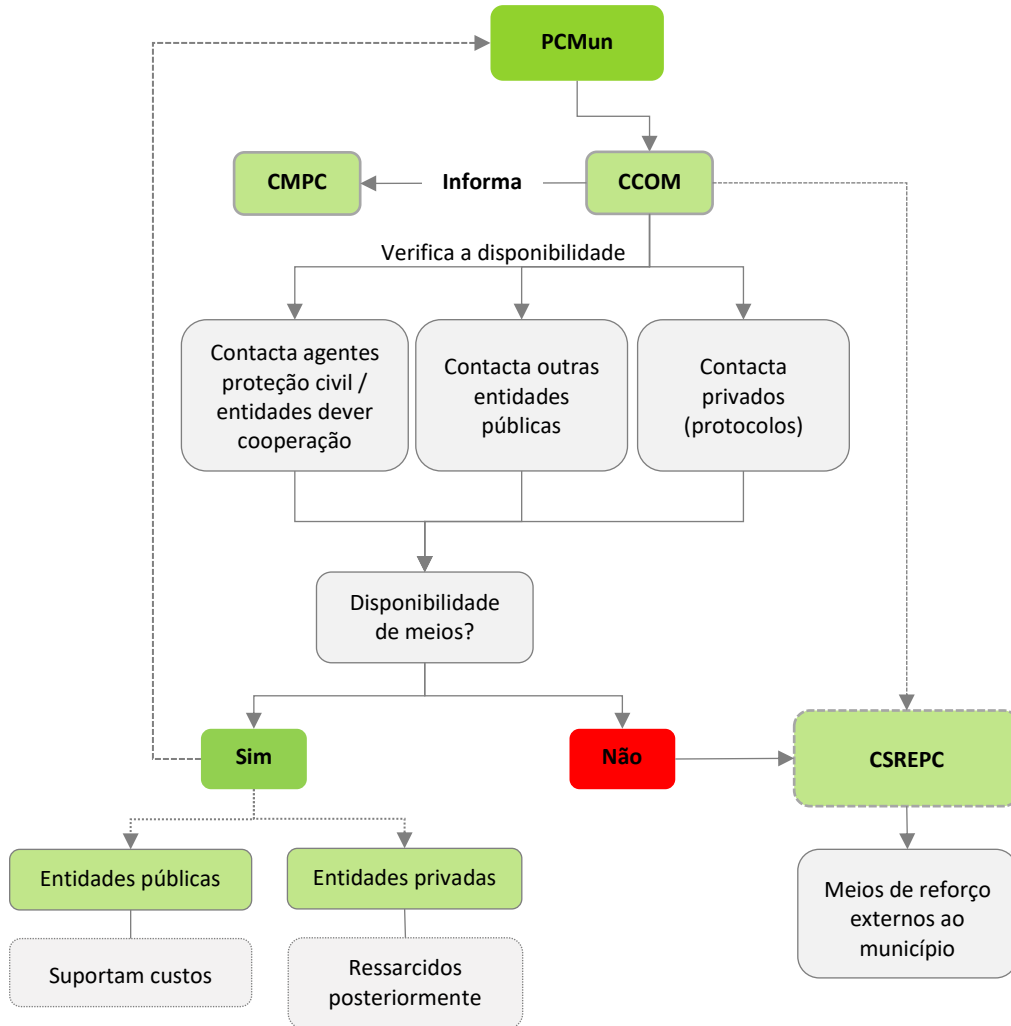 PCMun
CMPC
Informa
CCOM
Verifica a disponibilidade
Contacta agentes
proteção civil /
entidades dever
cooperação
Contacta outras
entidades
públicas
Contacta
privados
(protocolos)
Disponibilidade
de meios?
Sim
Não
CSREPC
Entidades públicas
Entidades privadas
Suportam custos
Ressarcidos
posteriormente
Meios de reforço
externos ao
município